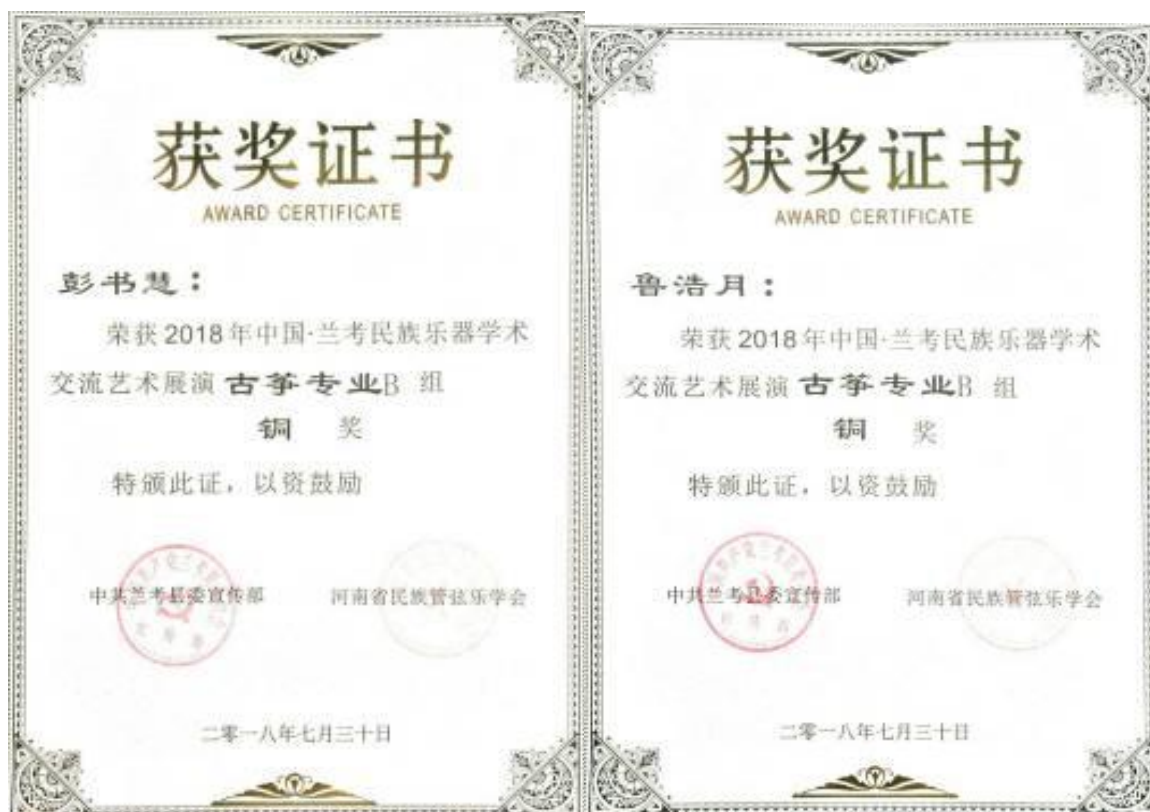 获奖证书
AWARD CERTIFICATE
彭书慧：
荣获2018年中国·兰考民族乐器学术
交流艺术展演 古筝专业B 组
铜 奖
特颁此证，以资鼓励
中共兰考县委宣传部 河南省民族管弦乐学会
二零一八年七月三十日
获奖证书
AWARD CERTIFICATE
鲁浩月：
荣获2018年中国·兰考民族乐器学术
交流艺术展演 古筝专业B 组
铜 奖
特颁此证，以资鼓励
中共兰考县委宣传部 河南省民族管弦乐学会
二零一八年七月三十日